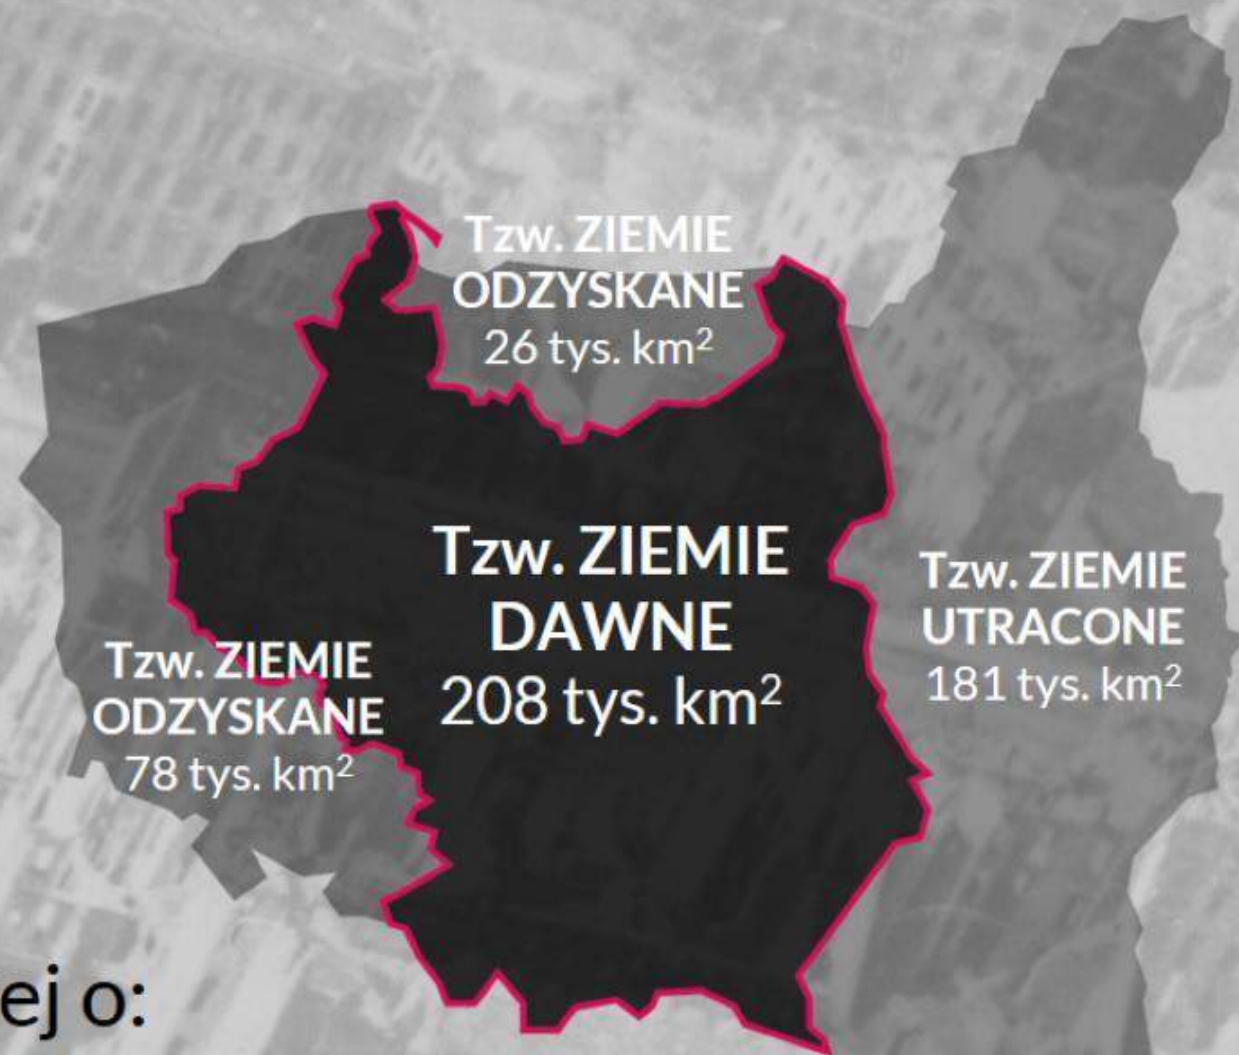 Tzw. ZIEMIE
ODZYSKANE
26 tys. km²
Tzw. ZIEMIE
DAWNE
208 tys. km²
Tzw. ZIEMIE
UTRACONE
181 tys. km²
Tzw. ZIEMIE
ODZYSKANE
78 tys. km²
ej o: